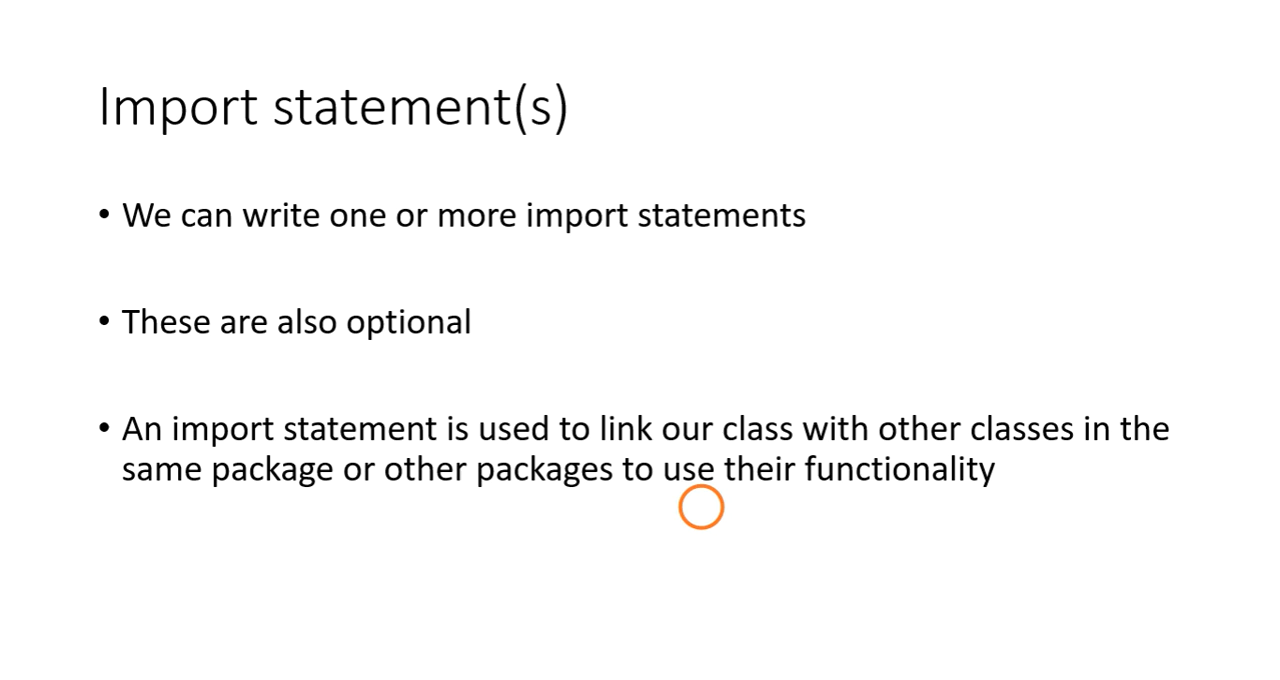 Import statement(s)
• We can write one or more import statements
• These are also optional
• An import statement is used to link our class with other classes in the
same package or other packages to use their functionality